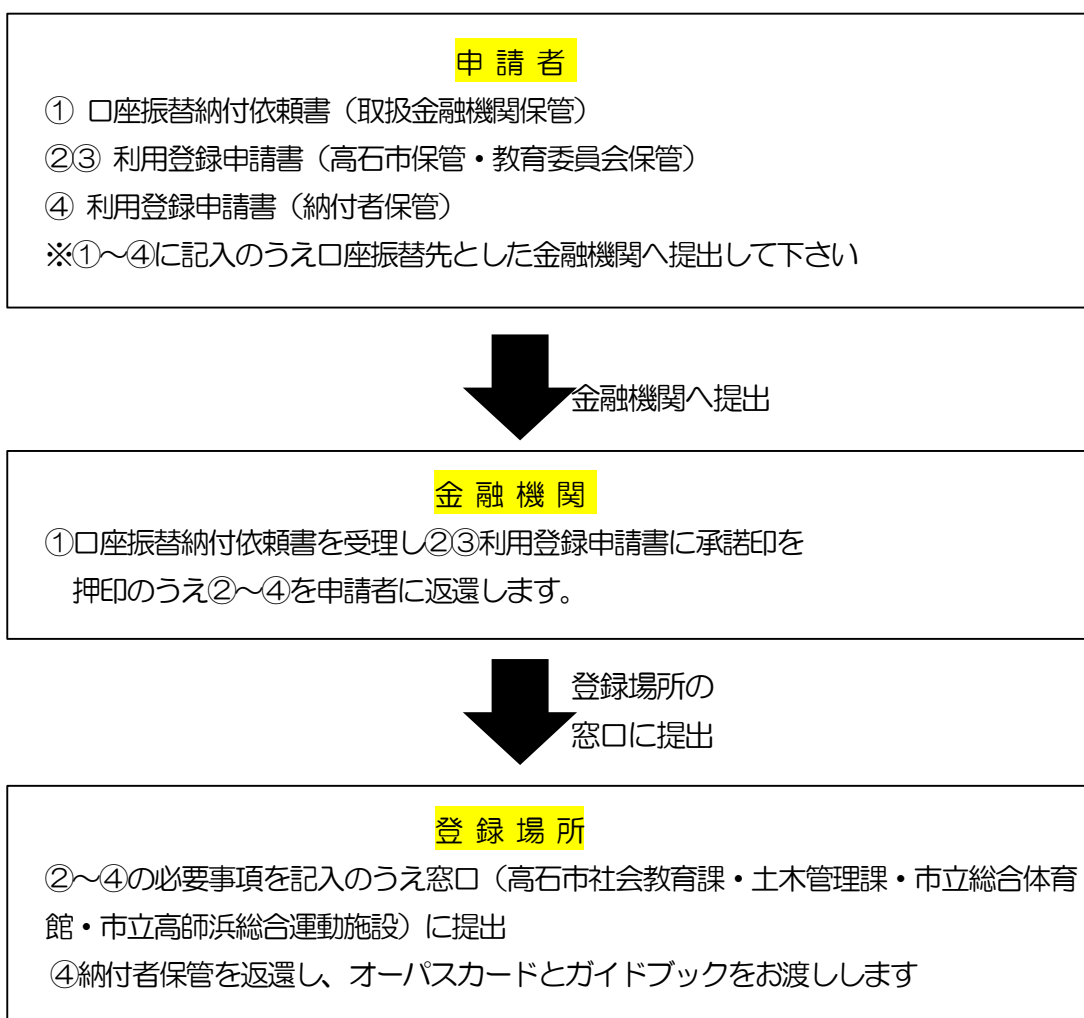 申 請 者
① 口座振替納付依頼書（取扱金融機関保管）
②③ 利用登録申請書（高石市保管・教育委員会保管）
④ 利用登録申請書（納付者保管）
※①～④に記入のうえ口座振替先とした金融機関へ提出して下さい
金融機関へ提出
金 融 機 関
①口座振替納付依頼書を受理し②③利用登録申請書に承諾印を
押印のうえ②～④を申請者に返還します。
登録場所の
窓口に提出
登 録 場 所
②～④の必要事項を記入のうえ窓口（高石市社会教育課・土木管理課・市立総合体育
館・市立高師浜総合運動施設）に提出
④納付者保管を返還し、オーパスカードとガイドブックをお渡しします